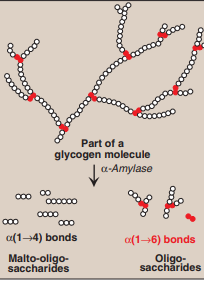 Part of a
glycogen molecule
α-Amylase
α(1→4) bonds
α(1→6) bonds
Malto-oligo-
saccharides
Oligo-
saccharides